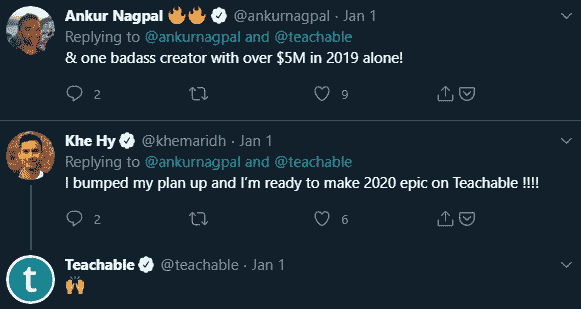 Ankur Nagpal 🔥🔥 @ankurnagpal · Jan 1
Replying to @ankurnagpal and @teachable
& one badass creator with over $5M in 2019 alone!
2 9
Khe Hy @khemaridh · Jan 1
Replying to @ankurnagpal and @teachable
I bumped my plan up and I'm ready to make 2020 epic on Teachable !!!!
2 6
t
Teachable @teachable · Jan 1
🙌